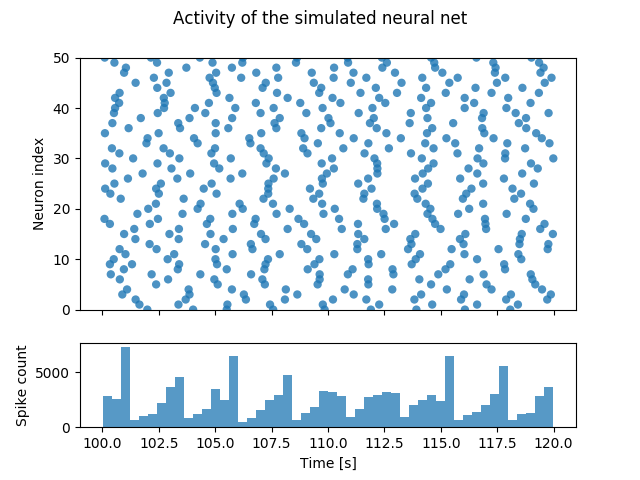 Activity of the simulated neural net
50
40
30
20
10
0
Neuron index
5000
0
Spike count
100.0 102.5 105.0 107.5 110.0 112.5 115.0 117.5 120.0
Time [s]